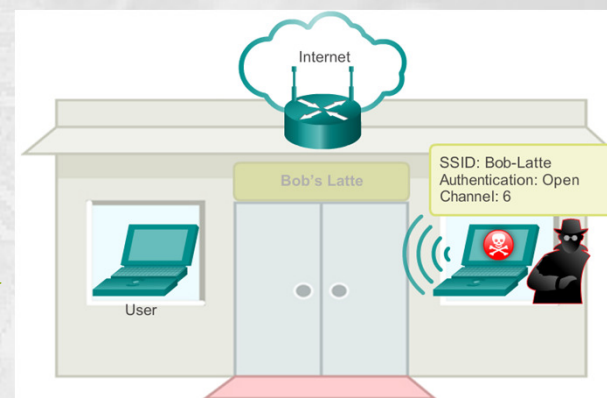 Internet
Bob's Latte
SSID: Bob-Latte
Authentication: Open
Channel: 6
User